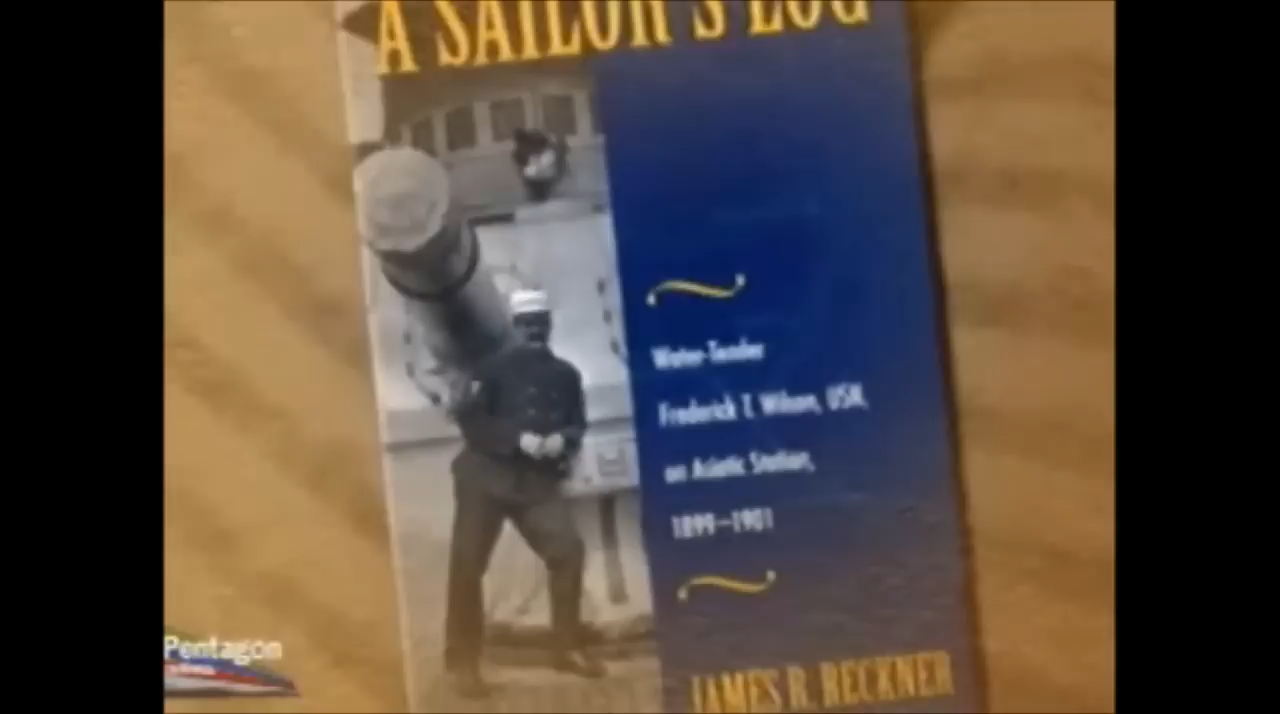 A SAILOR'S LOG
Water-Tender
Frederick T. Wilson, USN,
on Asiatic Station,
1899–1901
JAMES R. RECKNER
Pentagon